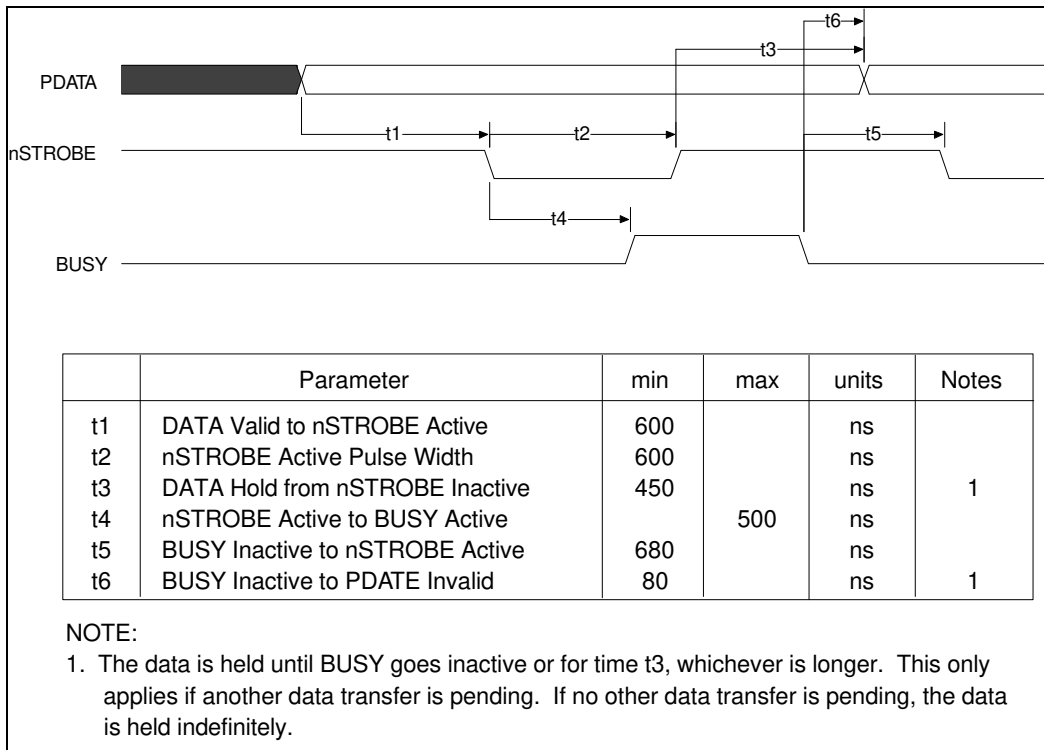 t6
t3
PDATA
t1
t2
t5
nSTROBE
t4
BUSY
Parameter min max units Notes
t1 DATA Valid to nSTROBE Active 600 ns
t2 nSTROBE Active Pulse Width 600 ns
t3 DATA Hold from nSTROBE Inactive 450 ns 1
t4 nSTROBE Active to BUSY Active 500 ns
t5 BUSY Inactive to nSTROBE Active 680 ns
t6 BUSY Inactive to PDATE Invalid 80 ns 1
NOTE:
1. The data is held until BUSY goes inactive or for time t3, whichever is longer. This only
applies if another data transfer is pending. If no other data transfer is pending, the data
is held indefinitely.